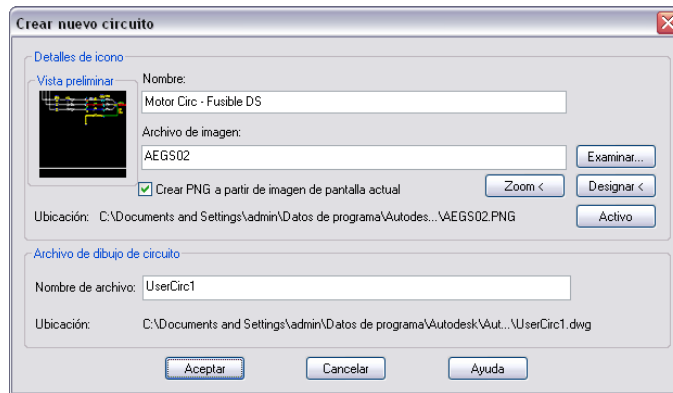 Crear nuevo circuito
Detalles de icono
Vista preliminar
Nombre:
Motor Circ - Fusible DS
Archivo de imagen:
AEGS02
Examinar...
Crear PNG a partir de imagen de pantalla actual
Zoom <
Designar <
Ubicación: C:\Documents and Settings\admin\Datos de programa\Autodes...\AEGS02.PNG
Activo
Archivo de dibujo de circuito
Nombre de archivo: UserCirc1
Ubicación: C:\Documents and Settings\admin\Datos de programa\Autodesk\Aut...\UserCirc1.dwg
Aceptar
Cancelar
Ayuda